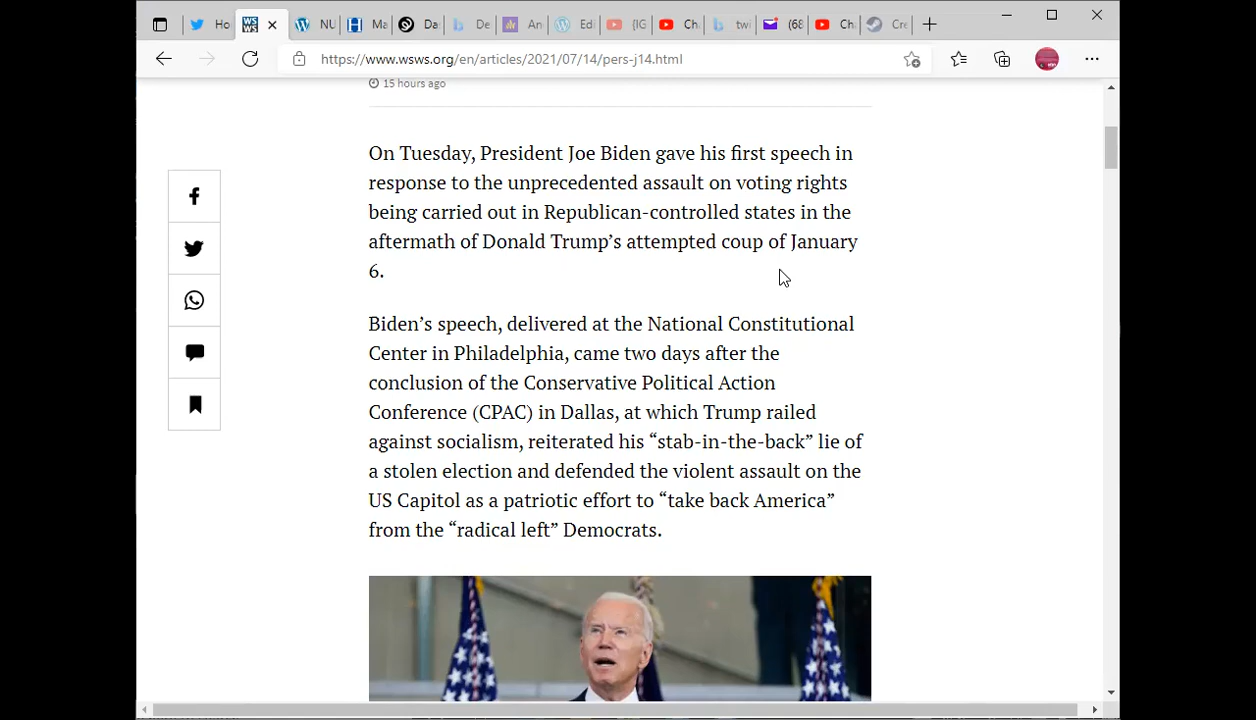 Ho
WS
WS
NU
Ma
Da
De
An
Edi
{IG
Ch
twi
(68
Ch
Cre
https://www.wsws.org/en/articles/2021/07/14/pers-j14.html
15 hours ago
On Tuesday, President Joe Biden gave his first speech in
response to the unprecedented assault on voting rights
being carried out in Republican-controlled states in the
aftermath of Donald Trump’s attempted coup of January
6.
Biden’s speech, delivered at the National Constitutional
Center in Philadelphia, came two days after the
conclusion of the Conservative Political Action
Conference (CPAC) in Dallas, at which Trump railed
against socialism, reiterated his “stab-in-the-back” lie of
a stolen election and defended the violent assault on the
US Capitol as a patriotic effort to “take back America”
from the “radical left” Democrats.